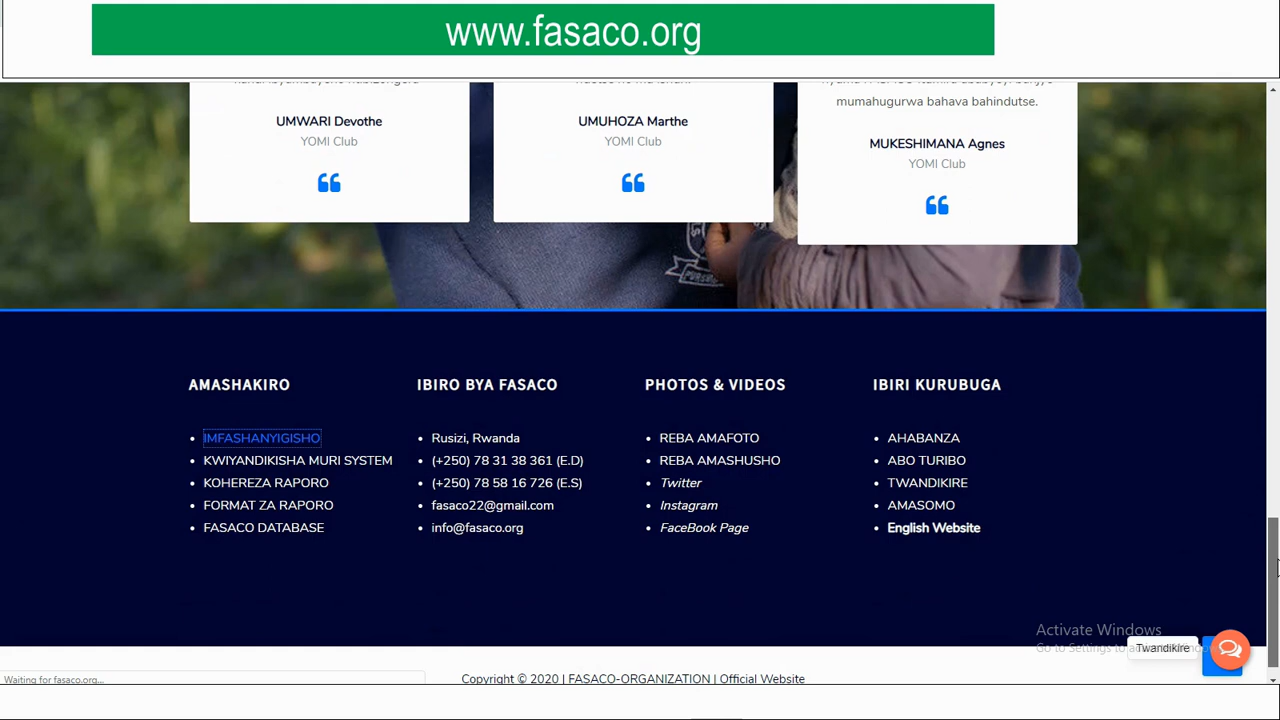 www.fasaco.org
mumahugurwa bahava bahindutse.
UMWARI Devothe
YOMI Club
UMUHOZA Marthe
YOMI Club
MUKESHIMANA Agnes
YOMI Club
AMASHAKIRO
IMFASHANYIGISHO
KWIYANDIKISHA MURI SYSTEM
KOHEREZA RAPORO
FORMAT ZA RAPORO
FASACO DATABASE
IBIRO BYA FASACO
Rusizi, Rwanda
(+250) 78 31 38 361 (E.D)
(+250) 78 58 16 726 (E.S)
fasaco22@gmail.com
info@fasaco.org
PHOTOS & VIDEOS
REBA AMAFOTO
REBA AMASHUSHO
Twitter
Instagram
FaceBook Page
IBIRI KURUBUGA
AHABANZA
ABO TURIBO
TWANDIKIRE
AMASOMO
English Website
Activate Windows
Go to Settings to
Twandikire
Waiting for fasaco.org...
Copyright © 2020 | FASACO-ORGANIZATION | Official Website